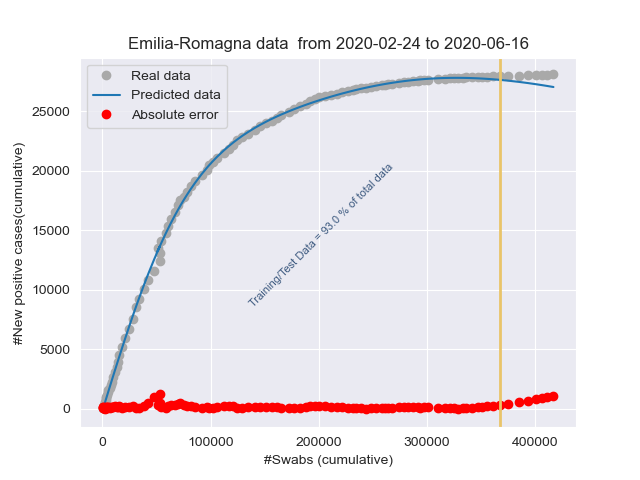 Emilia-Romagna data from 2020-02-24 to 2020-06-16
Real data
Predicted data
Absolute error
#New positive cases(cumulative)
25000
20000
15000
10000
5000
0
Training/Test Data = 93.0 % of total data
0
100000
200000
300000
400000
#Swabs (cumulative)